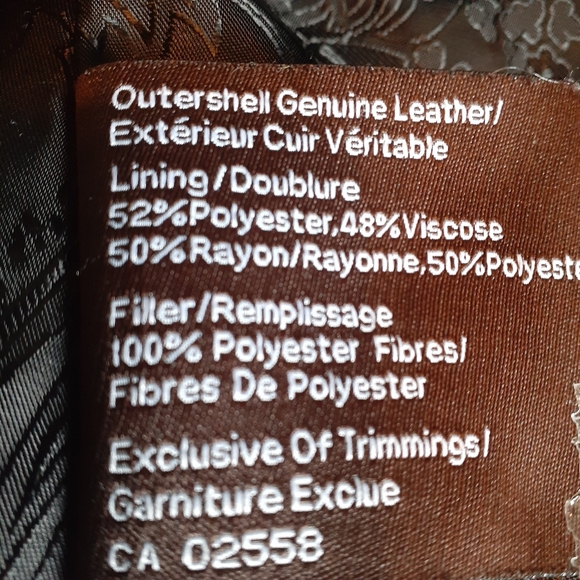 Outershell Genuine Leather/
Extérieur Cuir Véritable
Lining/Doublure
52%Polyester,48%Viscose
50%Rayon/Rayonne,50%Polyeste
Filler/Remplissage
100% Polyester Fibres/
Fibres De Polyester
Exclusive Of Trimmings/
Garniture Exclue
CA 02558